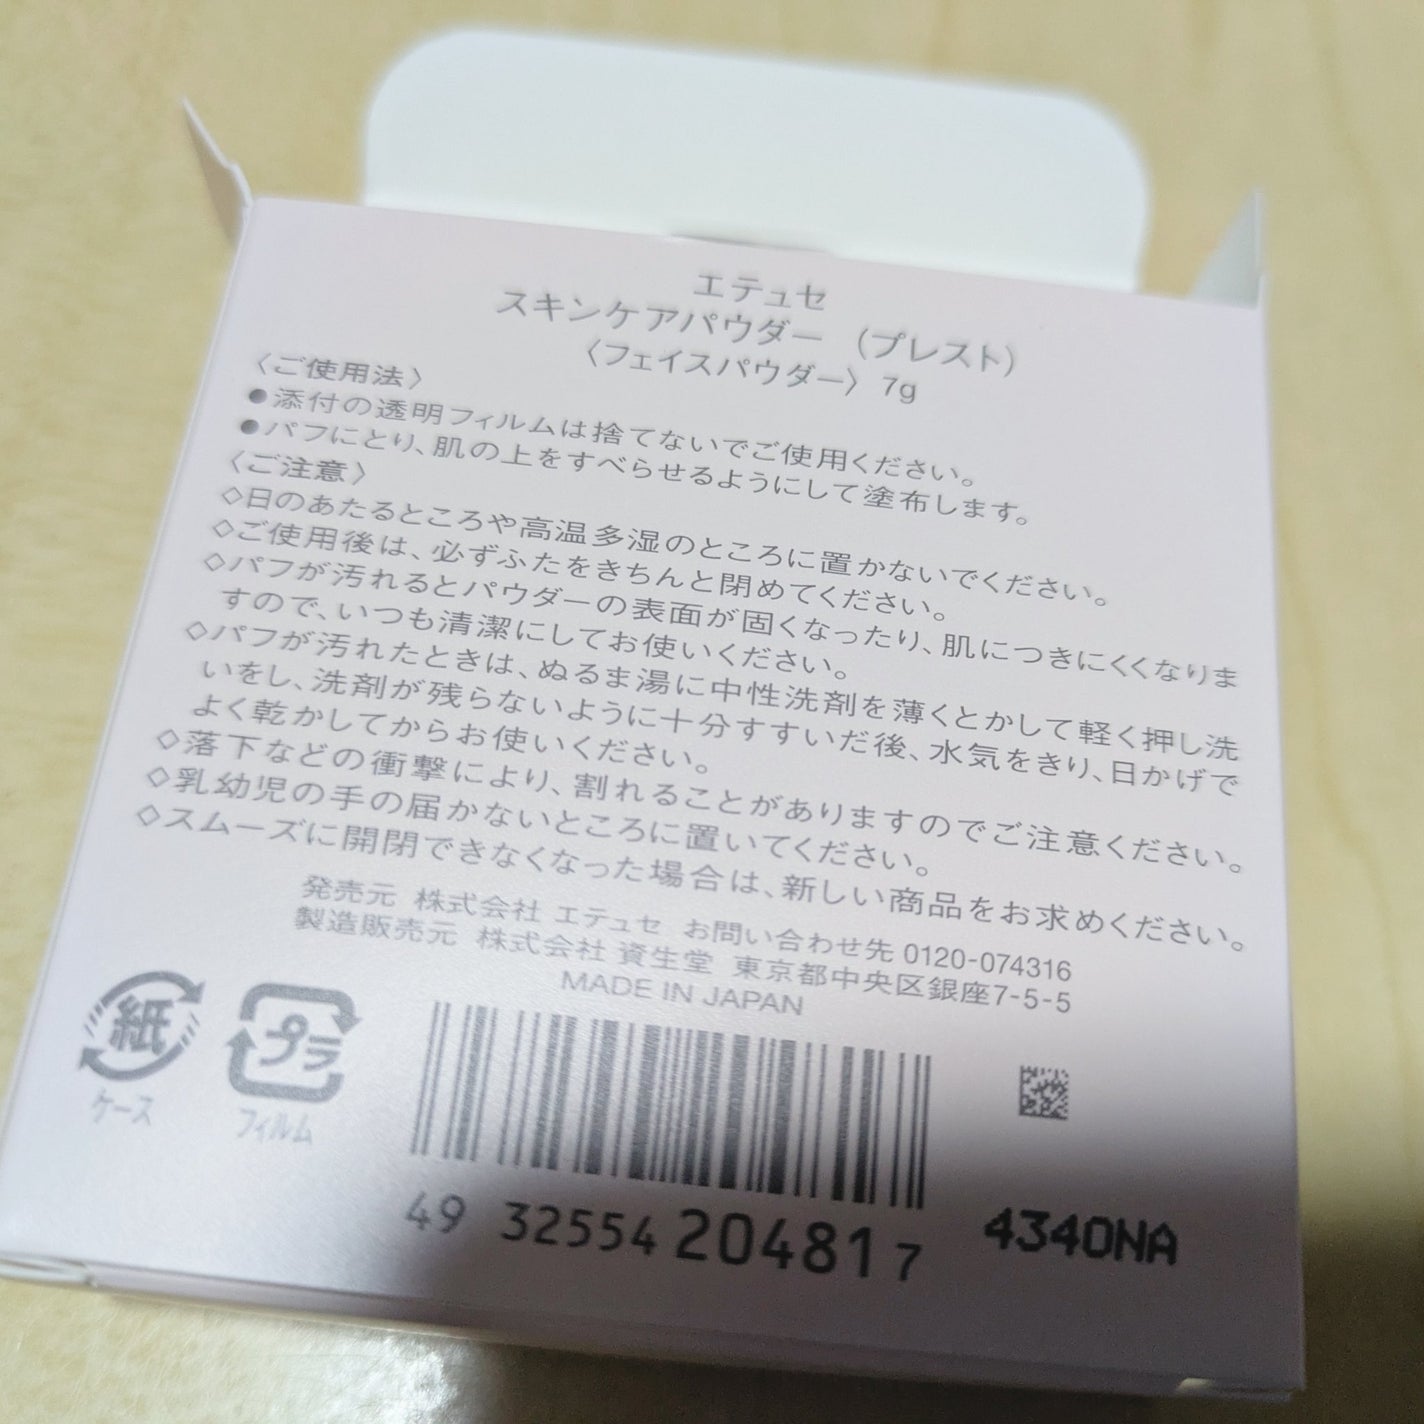 エテュセ
スキンケアパウダー （プレスト）
〈フェイスパウダー〉 7g
〈ご使用法〉
●添付の透明フィルムは捨てないでご使用ください。
●パフにとり、肌の上をすべらせるようにして塗布します。
〈ご注意〉
◇日のあたるところや高温多湿のところに置かないでください。
◇ご使用後は、必ずふたをきちんと閉めてください。
◇パフが汚れるとパウダーの表面が固くなったり、肌につきにくくなりま
すので、いつも清潔にしてお使いください。
◇パフが汚れたときは、ぬるま湯に中性洗剤を薄くとかして軽く押し洗
いをし、洗剤が残らないように十分すすいだ後、水気をきり、日かげで
よく乾かしてからお使いください。
◇落下などの衝撃により、割れることがありますのでご注意ください。
◇乳幼児の手の届かないところに置いてください。
◇スムーズに開閉できなくなった場合は、新しい商品をお求めください。
発売元 株式会社 エテュセ お問い合わせ先 0120-074316
製造販売元 株式会社 資生堂 東京都中央区銀座7-5-5
MADE IN JAPAN
紙
ケース
プラ
フィルム
49 32554 20481 7
4340NA